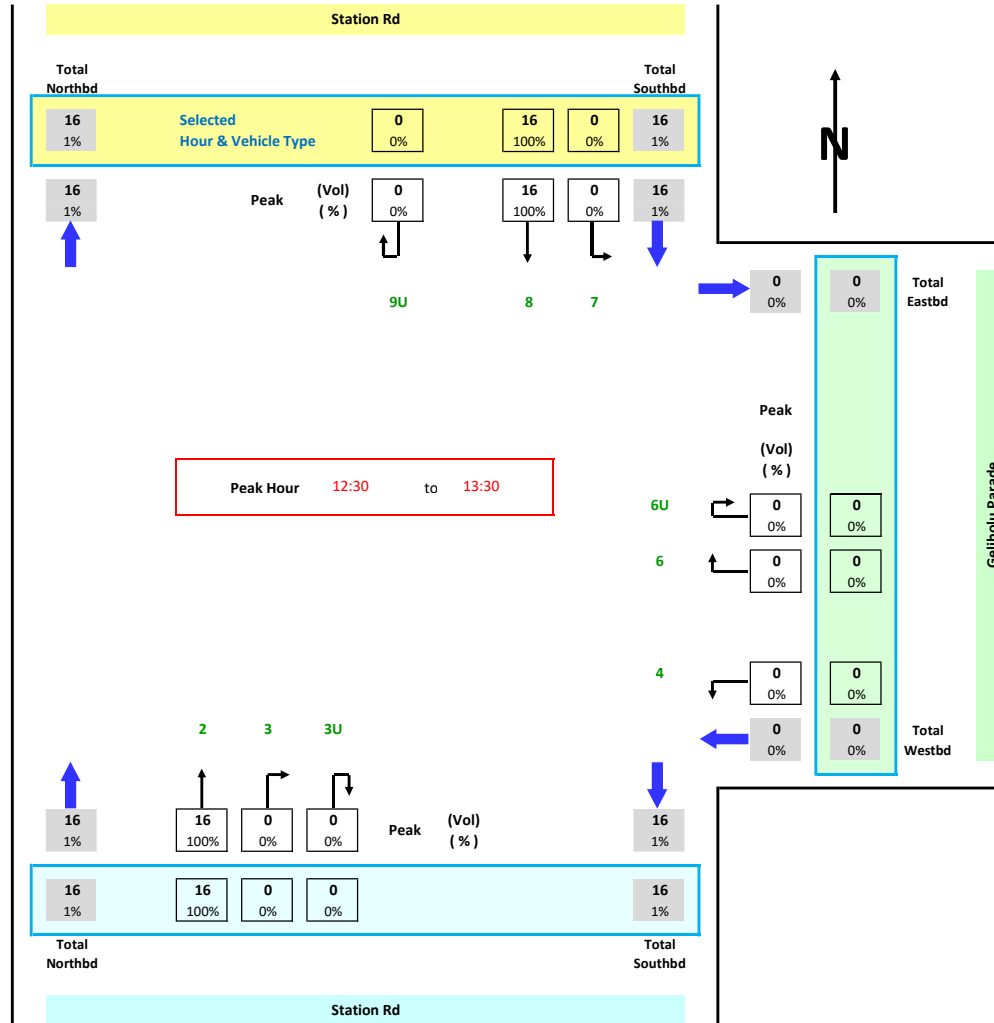 Station Rd
Total Northbd
Total Southbd
16 Selected 0 16 0 16
1% Hour & Vehicle Type 0% 100% 0% 1%
N
16 Peak (Vol) 0 16 0 16
1% ( % ) 0% 100% 0% 1%
9U 8 7
0 0 Total
0% 0% Eastbd
Peak
(Vol)
( % )
Peak Hour 12:30 to 13:30
6U 0 0
0% 0%
6 0 0
0% 0%
Gelibolu Parade
4 0 0
0% 0%
0 0 Total
0% 0% Westbd
2 3 3U
16 16 0 0 Peak (Vol) 16
1% 100% 0% 0% ( % ) 1%
16 16 0 0 16
1% 100% 0% 0% 1%
Total Northbd
Total Southbd
Station Rd